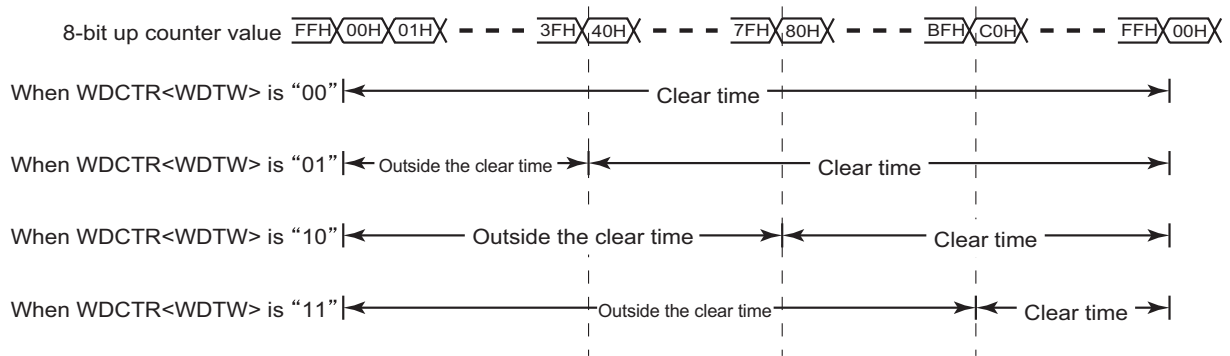 8-bit up counter value FFH 00H 01H 3FH 40H 7FH 80H BFH C0H FFH 00H
When WDCTR<WDTW> is “00” Clear time
When WDCTR<WDTW> is “01” Outside the clear time Clear time
When WDCTR<WDTW> is “10” Outside the clear time Clear time
When WDCTR<WDTW> is “11” Outside the clear time Clear time